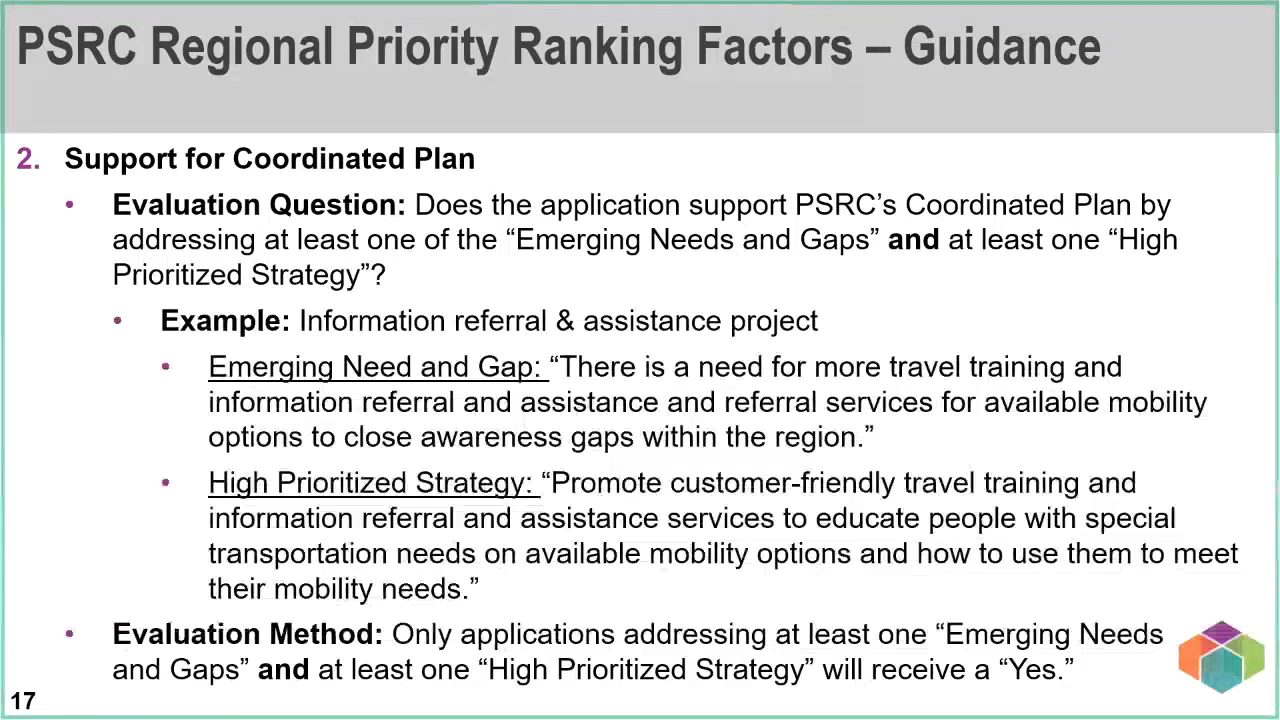 PSRC Regional Priority Ranking Factors – Guidance
2. Support for Coordinated Plan
• Evaluation Question: Does the application support PSRC’s Coordinated Plan by
addressing at least one of the “Emerging Needs and Gaps” and at least one “High
Prioritized Strategy”?
• Example: Information referral & assistance project
• Emerging Need and Gap: “There is a need for more travel training and
information referral and assistance and referral services for available mobility
options to close awareness gaps within the region.”
• High Prioritized Strategy: “Promote customer-friendly travel training and
information referral and assistance services to educate people with special
transportation needs on available mobility options and how to use them to meet
their mobility needs.”
• Evaluation Method: Only applications addressing at least one “Emerging Needs
and Gaps” and at least one “High Prioritized Strategy” will receive a “Yes.”
17